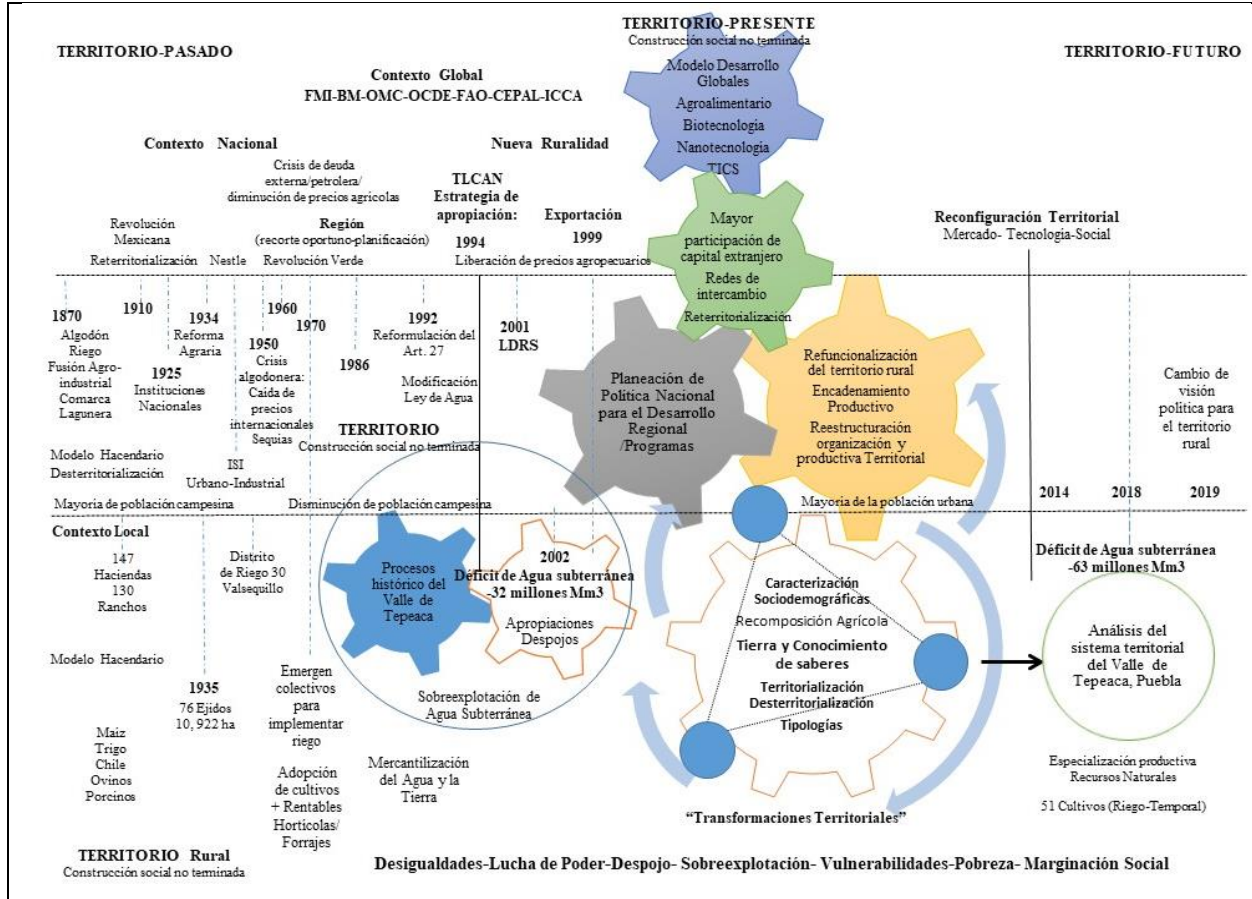 TERRITORIO-PASADO
TERRITORIO-PRESENTE
Construcción social no terminada
TERRITORIO-FUTURO
Contexto Global
FMI-BM-OMC-OCDE-FAO-CEPAL-ICCA
Modelo Desarrollo
Globales
Agroalimentario
Biotecnología
Nanotecnología
TICS
Contexto Nacional
Nueva Ruralidad
Crisis de deuda
externa/petrolera/
diminución de precios agrícolas
TLCAN
Estrategia de
apropiación:
1994
Exportación
1999
Liberación de precios agropecuarios
Revolución
Mexicana
Reterritorialización
Nestle
Región
(recorte oportuno-planificación)
Revolución Verde
Mayor
participación de
capital extranjero
Redes de
intercambio
Reterritorialización
Reconfiguración Territorial
Mercado- Tecnología-Social
1870
Algodón
Riego
Fusión Agro-
industrial
Comarca
Lagunera
1910
1925
Instituciones
Nacionales
1934
Reforma
Agraria
1950
Crisis
algodonera:
Caída de
precios
internacionales
Sequias
1960
1970
1986
1992
Reformulación del
Art. 27
Modificación
Ley de Agua
2001
LDRS
Planeación de
Política Nacional
para el Desarrollo
Regional
/Programas
Refuncionalización
del territorio rural
Encadenamiento
Productivo
Reestructuración
organización y
productiva Territorial
Cambio de
visión
política para
el territorio
rural
Modelo Hacendario
Desterritorialización
ISI
Urbano-Industrial
TERRITORIO
Construcción social no terminada
Mayoria de población campesina
Disminución de población campesina
Mayoria de la población urbana
2014
2018
2019
Contexto Local
147
Haciendas
130
Ranchos
Distrito
de Riego 30
Valsequillo
Procesos
histórico del
Valle de
Tepeaca
2002
Déficit de Agua subterránea
-32 millones Mm3
Apropiaciones
Despojos
Sobreexplotación de
Agua Subterránea
Caracterización
Sociodemográficas
Recomposición Agrícola
Tierra y Conocimiento
de saberes
Territorialización
Desterritorialización
Tipologías
Déficit de Agua subterránea
-63 millones Mm3
Análisis del
sistema territorial
del Valle de
Tepeaca, Puebla
Modelo Hacendario
1935
76 Ejidos
10, 922 ha
Emergen
colectivos
para
implementar
riego
Maiz
Trigo
Chile
Ovinos
Porcinos
Adopción
de cultivos
+ Rentables
Horticolas/
Forrajes
Mercantilización
del Agua y la
Tierra
Especialización productiva
Recursos Naturales
51 Cultivos (Riego-Temporal)
“Transformaciones Territoriales”
TERRITORIO Rural
Construcción social no terminada
Desigualdades-Lucha de Poder-Despojo- Sobreexplotación- Vulnerabilidades-Pobreza- Marginación Social